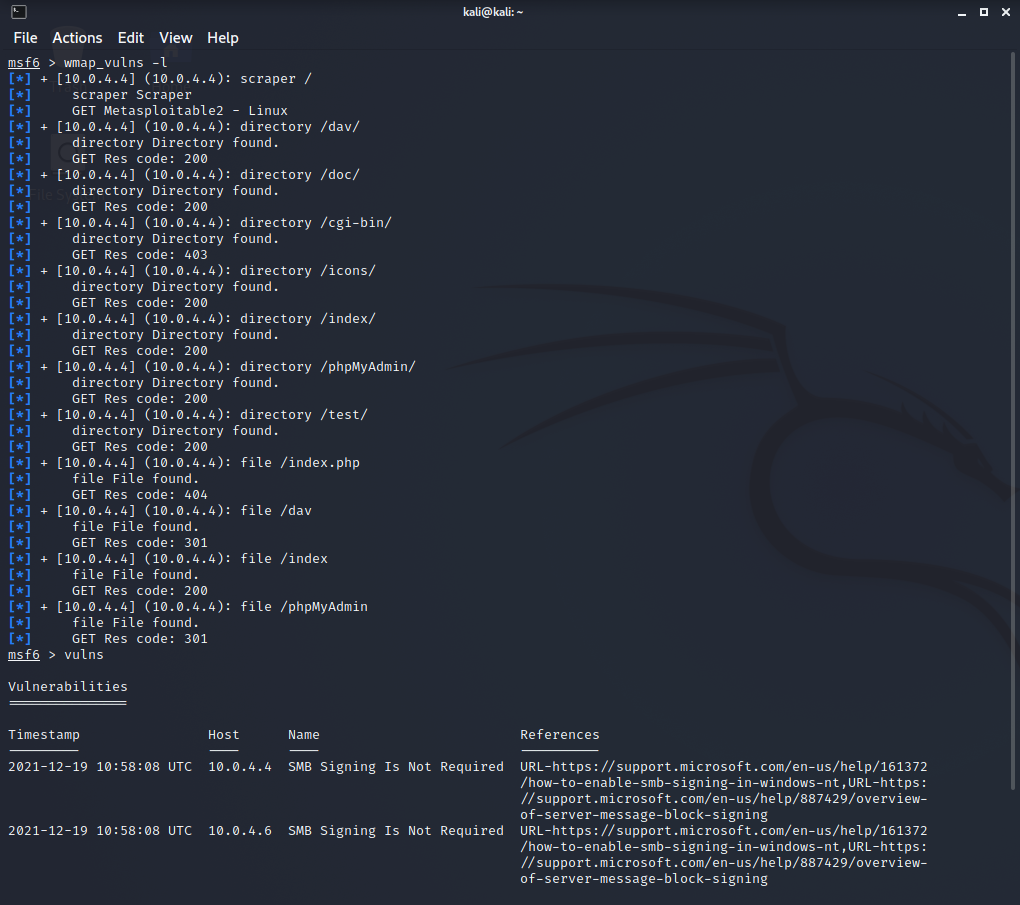 kali@kali: ~
File Actions Edit View Help
msf6 > wmap_vulns -l
[*] + [10.0.4.4] (10.0.4.4): scraper /
[*]     scraper Scraper
[*]     GET Metasploitable2 - Linux
[*] + [10.0.4.4] (10.0.4.4): directory /dav/
[*]     directory Directory found.
[*]     GET Res code: 200
[*] + [10.0.4.4] (10.0.4.4): directory /doc/
[*]     directory Directory found.
[*]     GET Res code: 200
[*] + [10.0.4.4] (10.0.4.4): directory /cgi-bin/
[*]     directory Directory found.
[*]     GET Res code: 403
[*] + [10.0.4.4] (10.0.4.4): directory /icons/
[*]     directory Directory found.
[*]     GET Res code: 200
[*] + [10.0.4.4] (10.0.4.4): directory /index/
[*]     directory Directory found.
[*]     GET Res code: 200
[*] + [10.0.4.4] (10.0.4.4): directory /phpMyAdmin/
[*]     directory Directory found.
[*]     GET Res code: 200
[*] + [10.0.4.4] (10.0.4.4): directory /test/
[*]     directory Directory found.
[*]     GET Res code: 200
[*] + [10.0.4.4] (10.0.4.4): file /index.php
[*]     file File found.
[*]     GET Res code: 404
[*] + [10.0.4.4] (10.0.4.4): file /dav
[*]     file File found.
[*]     GET Res code: 301
[*] + [10.0.4.4] (10.0.4.4): file /index
[*]     file File found.
[*]     GET Res code: 200
[*] + [10.0.4.4] (10.0.4.4): file /phpMyAdmin
[*]     file File found.
[*]     GET Res code: 301
msf6 > vulns
Vulnerabilities
===============
Timestamp                Host      Name                         References
---------                ----      ----                         ----------
2021-12-19 10:58:08 UTC  10.0.4.4  SMB Signing Is Not Required  URL-https://support.microsoft.com/en-us/help/161372
/how-to-enable-smb-signing-in-windows-nt,URL-https:
//support.microsoft.com/en-us/help/887429/overview-
of-server-message-block-signing
2021-12-19 10:58:08 UTC  10.0.4.6  SMB Signing Is Not Required  URL-https://support.microsoft.com/en-us/help/161372
/how-to-enable-smb-signing-in-windows-nt,URL-https:
//support.microsoft.com/en-us/help/887429/overview-
of-server-message-block-signing